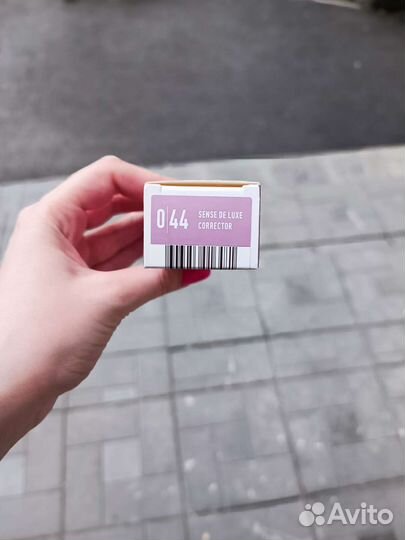 0|44
SENSE DE LUXE
CORRECTOR
Avito